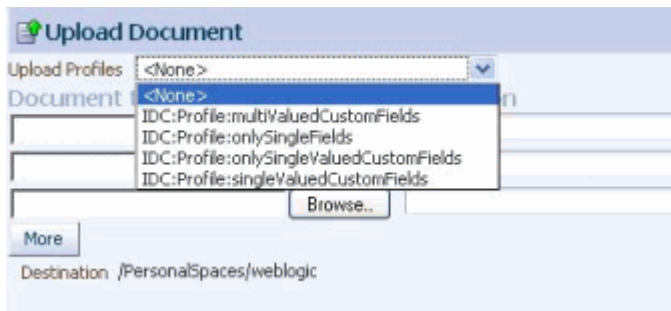 Upload Document
Upload Profiles <None>
Document t n
<None>
IDC:Profile:multiValuedCustomFields
IDC:Profile:onlySingleFields
IDC:Profile:onlySingleValuedCustomFields
IDC:Profile:singleValuedCustomFields
Browse..
More
Destination /PersonalSpaces/weblogic